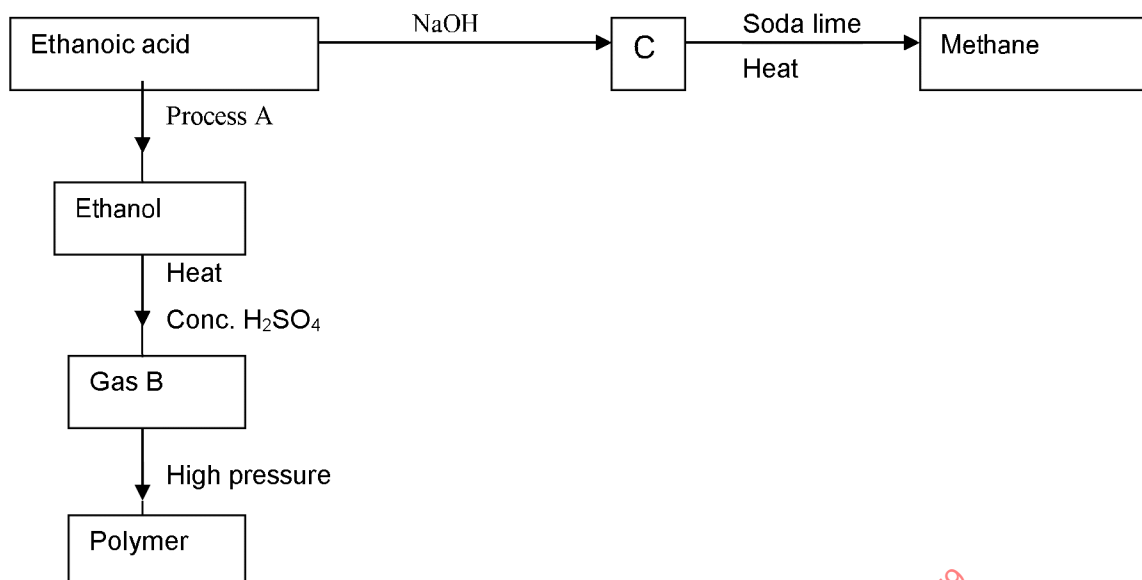 Ethanoic acid
NaOH
C
Soda lime
Heat
Methane
Process A
Ethanol
Heat
Conc. H₂SO₄
Gas B
High pressure
Polymer